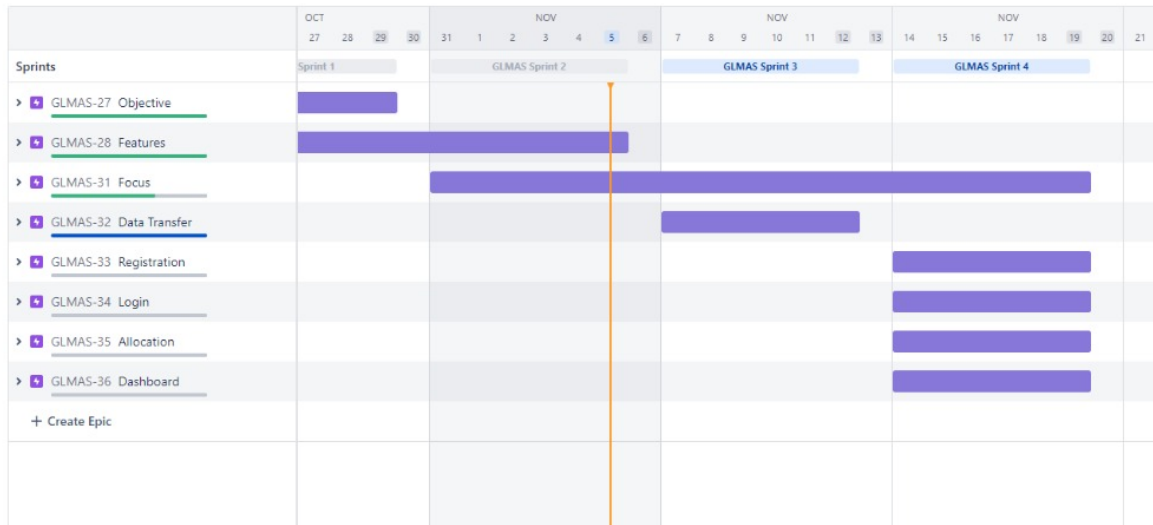 OCT NOV NOV NOV
27 28 29 30 31 1 2 3 4 5 6 7 8 9 10 11 12 13 14 15 16 17 18 19 20 21
Sprints Sprint 1 GLMAS Sprint 2 GLMAS Sprint 3 GLMAS Sprint 4
GLMAS-27 Objective
GLMAS-28 Features
GLMAS-31 Focus
GLMAS-32 Data Transfer
GLMAS-33 Registration
GLMAS-34 Login
GLMAS-35 Allocation
GLMAS-36 Dashboard
+ Create Epic